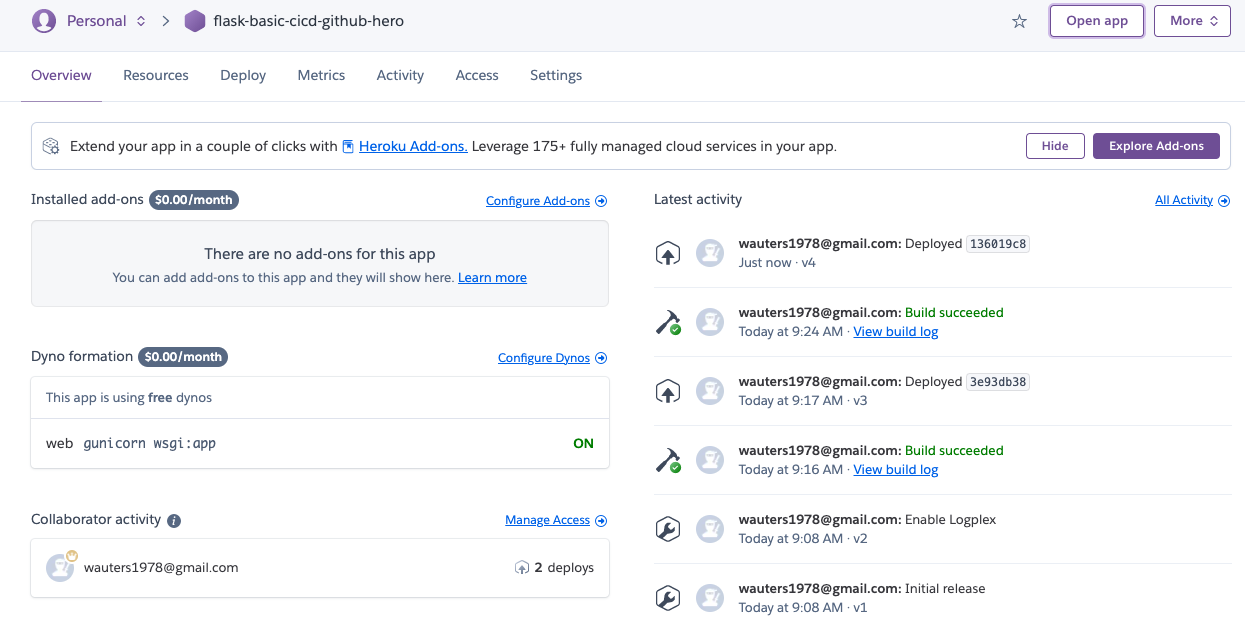 Personal > flask-basic-cicd-github-hero
Open app
More
Overview Resources Deploy Metrics Activity Access Settings
Extend your app in a couple of clicks with Heroku Add-ons. Leverage 175+ fully managed cloud services in your app.
Hide
Explore Add-ons
Installed add-ons $0.00/month
Configure Add-ons
There are no add-ons for this app
You can add add-ons to this app and they will show here. Learn more
Dyno formation $0.00/month
Configure Dynos
This app is using free dynos
web gunicorn wsgi:app ON
Collaborator activity i
Manage Access
wauters1978@gmail.com 2 deploys
Latest activity
All Activity
wauters1978@gmail.com: Deployed 136019c8
Just now · v4
wauters1978@gmail.com: Build succeeded
Today at 9:24 AM · View build log
wauters1978@gmail.com: Deployed 3e93db38
Today at 9:17 AM · v3
wauters1978@gmail.com: Build succeeded
Today at 9:16 AM · View build log
wauters1978@gmail.com: Enable Logplex
Today at 9:08 AM · v2
wauters1978@gmail.com: Initial release
Today at 9:08 AM · v1